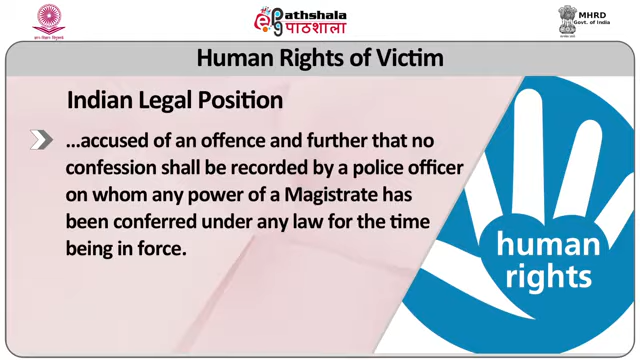 ePathshala
पाठशाला
MHRD
Govt. of India
Human Rights of Victim
Indian Legal Position
...accused of an offence and further that no
confession shall be recorded by a police officer
on whom any power of a Magistrate has
been conferred under any law for the time
being in force.
human
rights